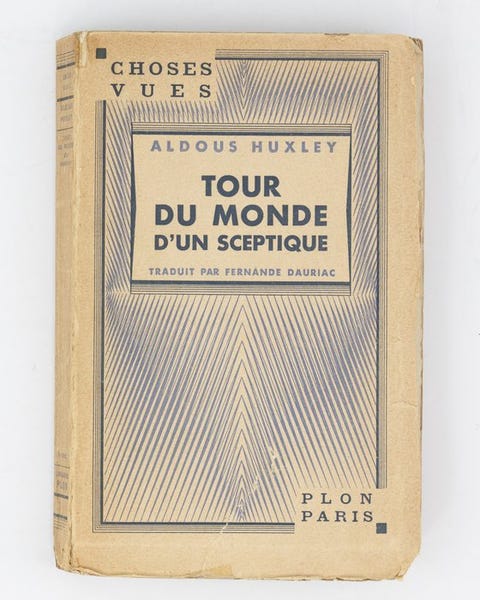 CHOSES
VUES
ALDOUS HUXLEY
TOUR
DU MONDE
D'UN SCEPTIQUE
TRADUIT PAR FERNANDE DAURIAC
PLON
PARIS